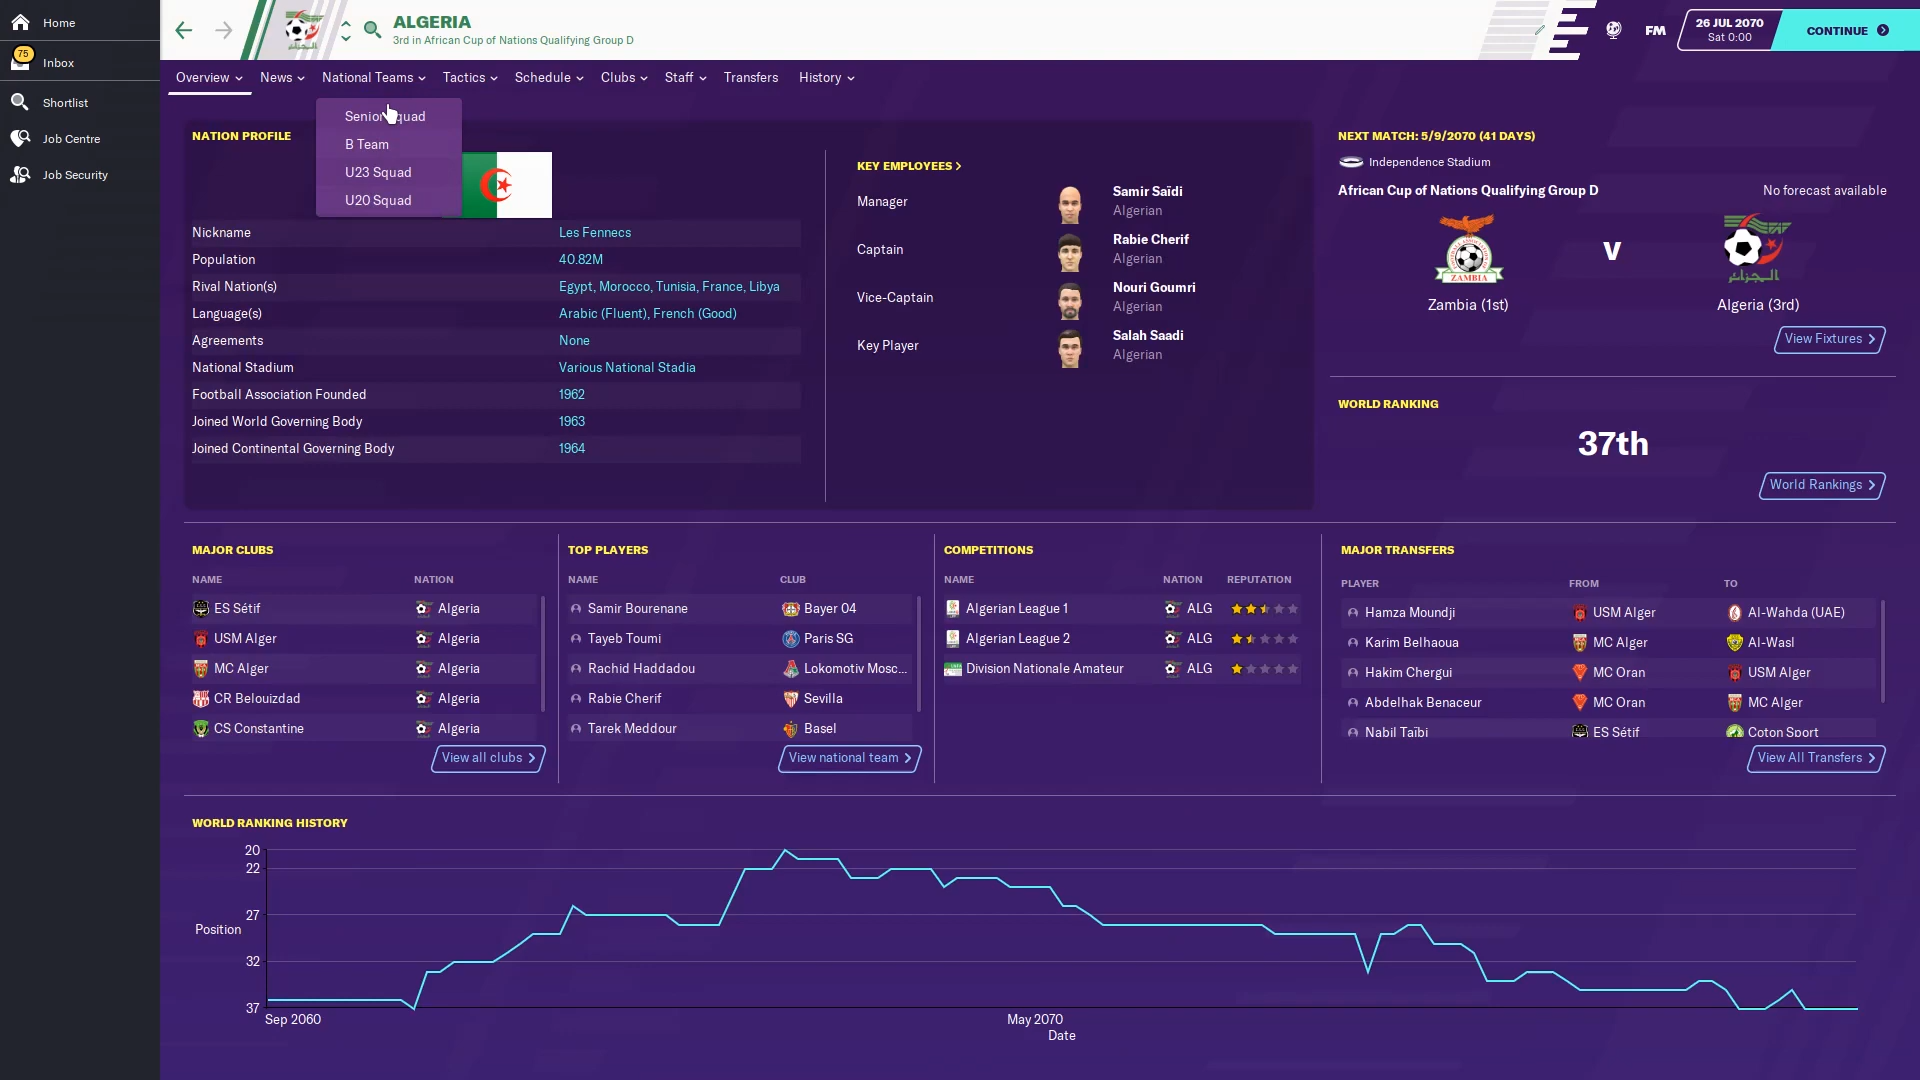 Home
75
Inbox
Shortlist
Job Centre
Job Security
ALGERIA
3rd in African Cup of Nations Qualifying Group D
FM
26 JUL 2070
Sat 0:00
CONTINUE
Overview
News
National Teams
Tactics
Schedule
Clubs
Staff
Transfers
History
Senior Squad
B Team
U23 Squad
U20 Squad
NATION PROFILE
Nickname Les Fennecs
Population 40.82M
Rival Nation(s) Egypt, Morocco, Tunisia, France, Libya
Language(s) Arabic (Fluent), French (Good)
Agreements None
National Stadium Various National Stadia
Football Association Founded 1962
Joined World Governing Body 1963
Joined Continental Governing Body 1964
KEY EMPLOYEES >
Manager Samir Saïdi
Algerian
Captain Rabie Cherif
Algerian
Vice-Captain Nouri Goumri
Algerian
Key Player Salah Saadi
Algerian
NEXT MATCH: 5/9/2070 (41 DAYS)
Independence Stadium
African Cup of Nations Qualifying Group D No forecast available
ZAMBIA
V
الجزائر
Zambia (1st) Algeria (3rd)
View Fixtures >
WORLD RANKING
37th
World Rankings >
MAJOR CLUBS
NAME NATION
ES Sétif Algeria
USM Alger Algeria
MC Alger Algeria
CR Belouizdad Algeria
CS Constantine Algeria
View all clubs >
TOP PLAYERS
NAME CLUB
Samir Bourenane Bayer 04
Tayeb Toumi Paris SG
Rachid Haddadou Lokomotiv Mosc...
Rabie Cherif Sevilla
Tarek Meddour Basel
View national team >
COMPETITIONS
NAME NATION REPUTATION
Algerian League 1 ALG
Algerian League 2 ALG
Division Nationale Amateur ALG
MAJOR TRANSFERS
PLAYER FROM TO
Hamza Moundji USM Alger Al-Wahda (UAE)
Karim Belhaoua MC Alger Al-Wasl
Hakim Chergui MC Oran USM Alger
Abdelhak Benaceur MC Oran MC Alger
Nabil Taïbi ES Sétif Coton Sport
View All Transfers >
WORLD RANKING HISTORY
20
22
27
Position
32
37
Sep 2060 May 2070
Date